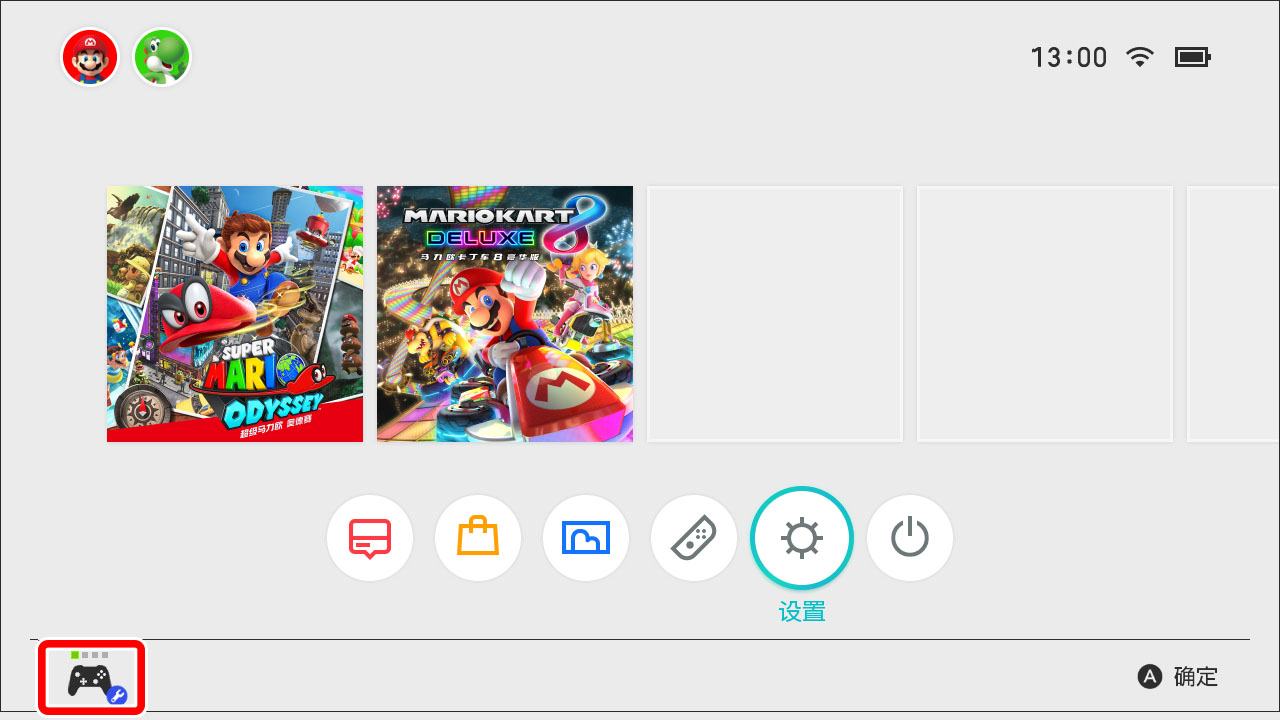 13:00
SUPER
MARIO
ODYSSEY
超级马力欧 奥德赛
MARIOKART 8
DELUXE
马力欧卡丁车8豪华版
设置
A 确定